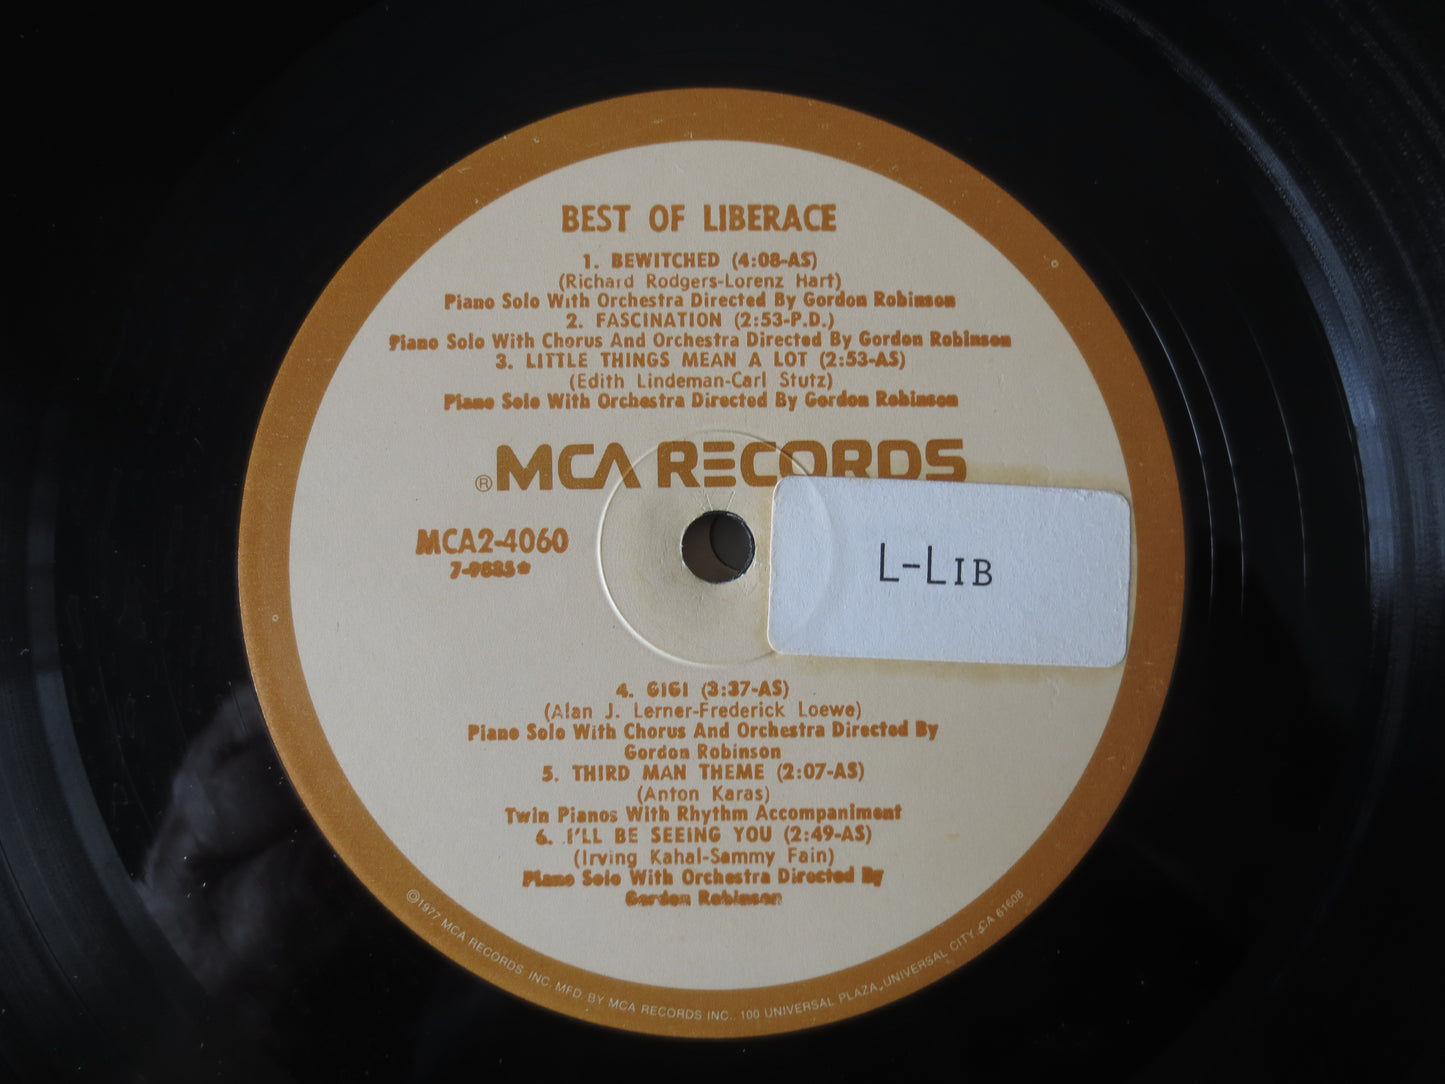 BEST OF LIBERACE
1. BEWITCHED (4:08-AS)
(Richard Rodgers-Lorenz Hart)
Piano Solo With Orchestra Directed By Gordon Robinson
2. FASCINATION (2:53-P.D.)
Piano Solo With Chorus And Orchestra Directed By Gordon Robinson
3. LITTLE THINGS MEAN A LOT (2:53-AS)
(Edith Lindeman-Carl Stutz)
Piano Solo With Orchestra Directed By Gordon Robinson
®MCA RECORDS
MCA2-4060
7-9885*
L-LIB
4. GIGI (3:37-AS)
(Alan J. Lerner-Frederick Loewe)
Piano Solo With Chorus And Orchestra Directed By
Gordon Robinson
5. THIRD MAN THEME (2:07-AS)
(Anton Karas)
Twin Pianos With Rhythm Accompaniment
6. I'LL BE SEEING YOU (2:49-AS)
(Irving Kahal-Sammy Fain)
Piano Solo With Orchestra Directed By
Gordon Robinson
©1977 MCA RECORDS INC. MFD. BY MCA RECORDS INC., 100 UNIVERSAL PLAZA, UNIVERSAL CITY, CA 61608